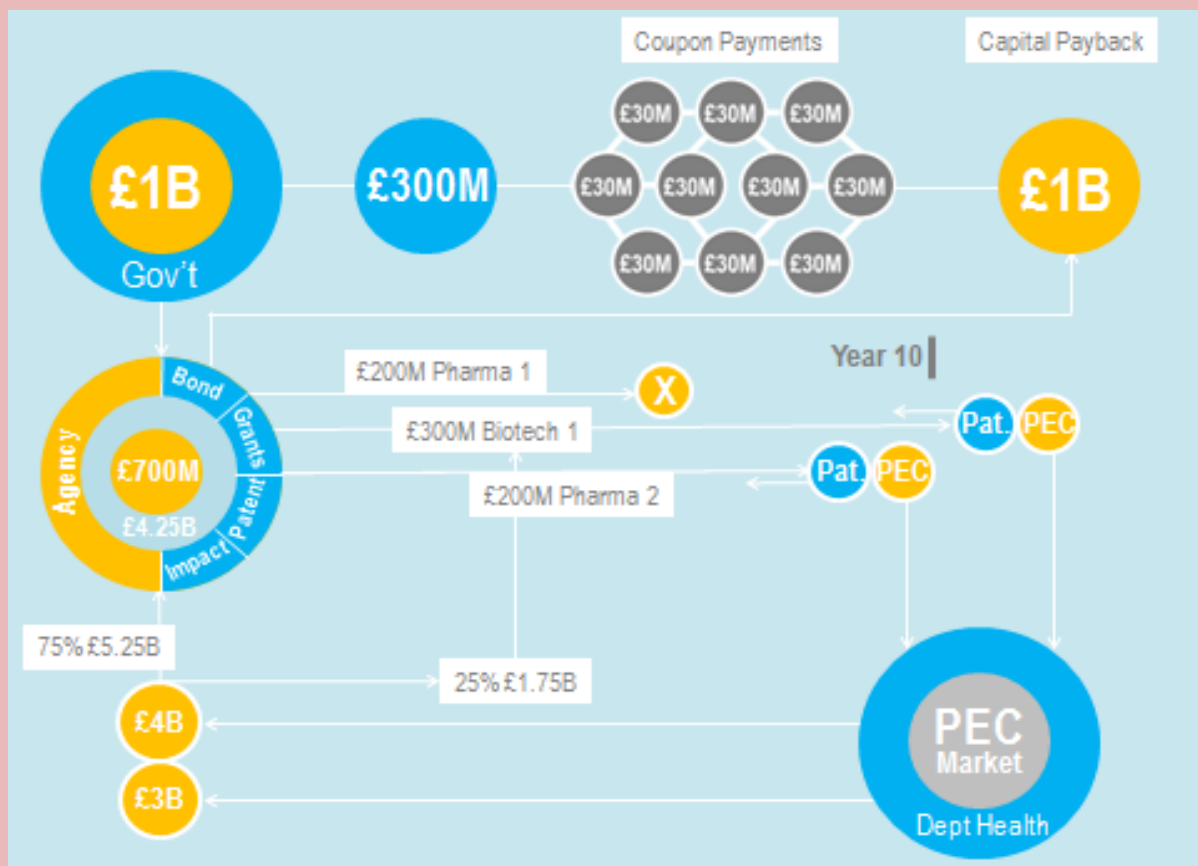 Coupon Payments
Capital Payback
£30M £30M £30M
£1B
£300M
£30M £30M £30M £30M
£1B
Gov't
£30M £30M £30M
Year 10
Bond
£200M Pharma 1
X
Grants
£300M Biotech 1
Pat. PEC
Agency
£700M
Pat. PEC
Patent
£200M Pharma 2
£4.25B
Impact
75% £5.25B
25% £1.75B
£4B
PEC
Market
£3B
Dept Health